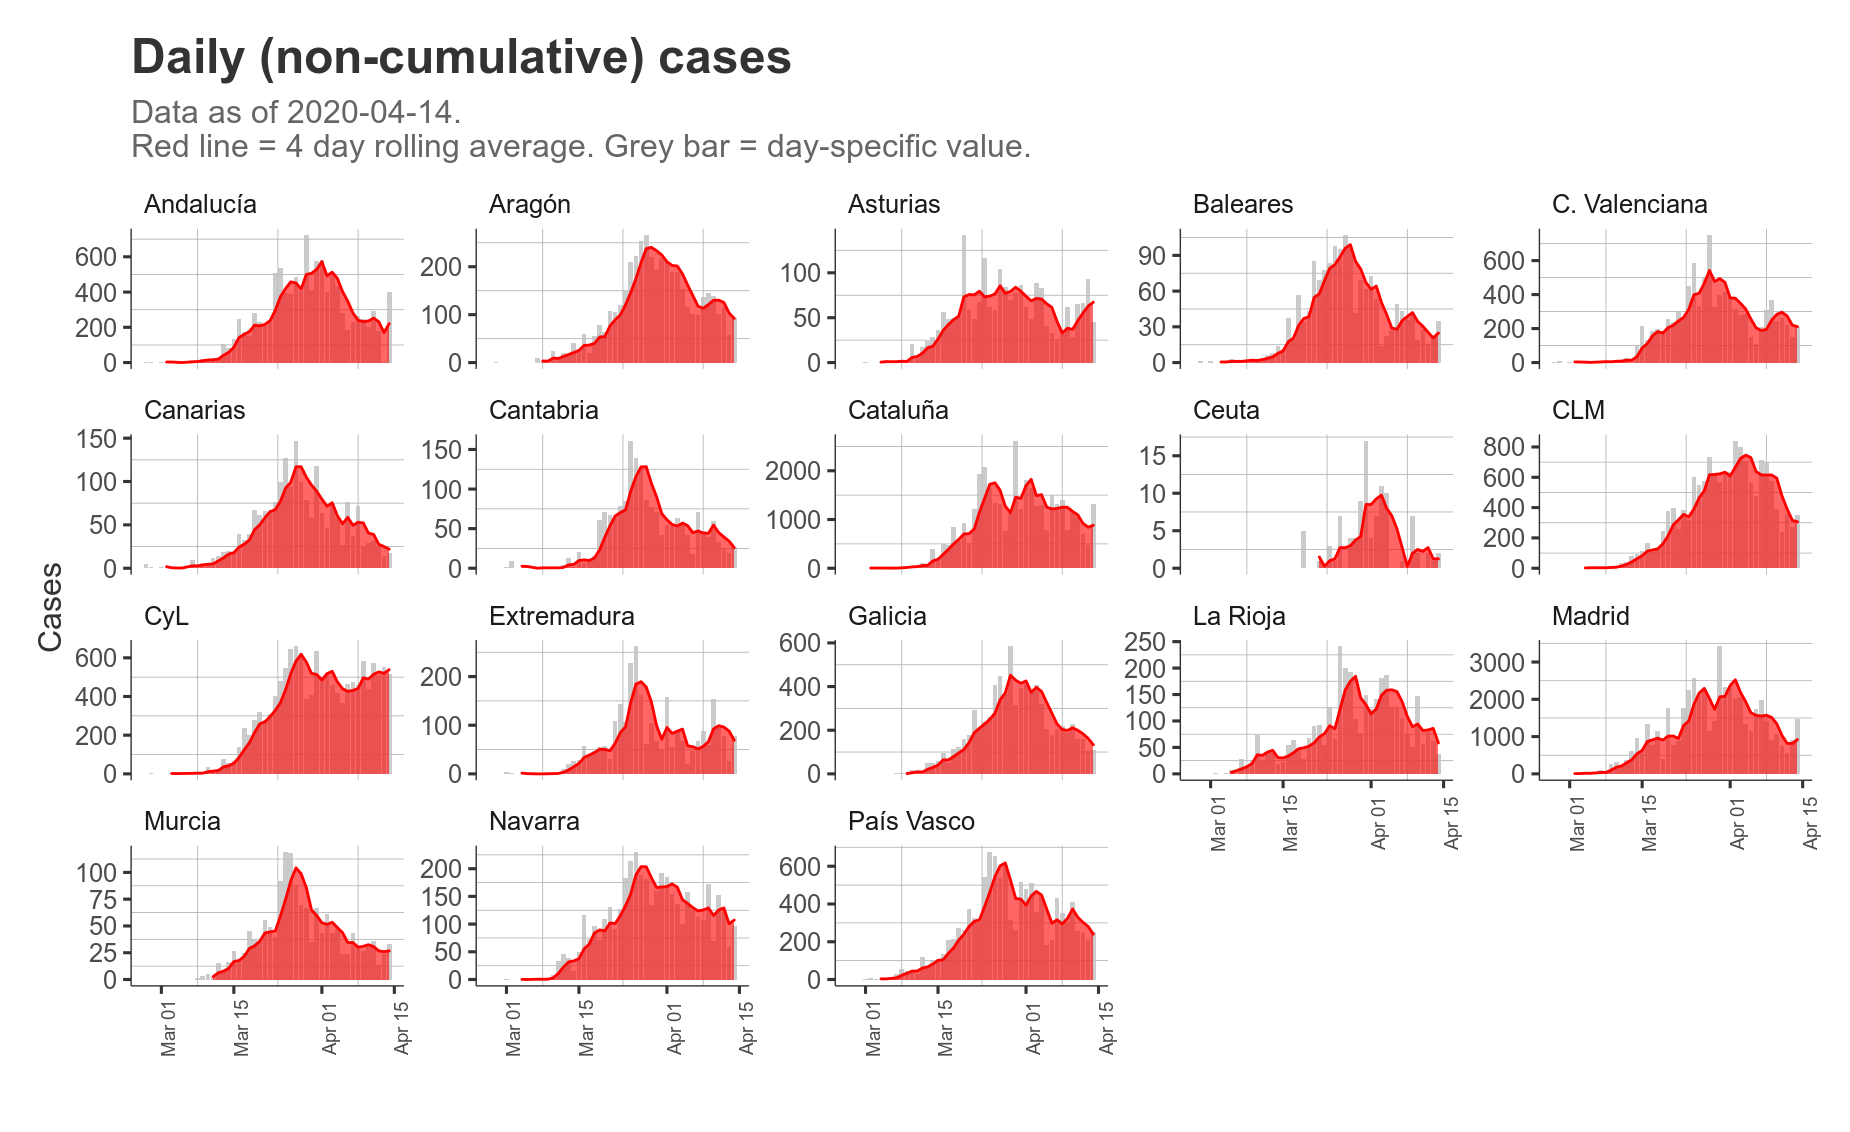 Daily (non-cumulative) cases
Data as of 2020-04-14.
Red line = 4 day rolling average. Grey bar = day-specific value.
Cases
Andalucía
600
400
200
0
Aragón
200
100
0
Asturias
100
50
0
Baleares
90
60
30
0
C. Valenciana
600
400
200
0
Canarias
150
100
50
0
Cantabria
150
100
50
0
Cataluña
2000
1000
0
Ceuta
15
10
5
0
CLM
800
600
400
200
0
CyL
600
400
200
0
Extremadura
200
100
0
Galicia
600
400
200
0
La Rioja
250
200
150
100
50
0
Mar 01
Mar 15
Apr 01
Apr 15
Madrid
3000
2000
1000
0
Mar 01
Mar 15
Apr 01
Apr 15
Murcia
100
75
50
25
0
Mar 01
Mar 15
Apr 01
Apr 15
Navarra
200
150
100
50
0
Mar 01
Mar 15
Apr 01
Apr 15
País Vasco
600
400
200
0
Mar 01
Mar 15
Apr 01
Apr 15